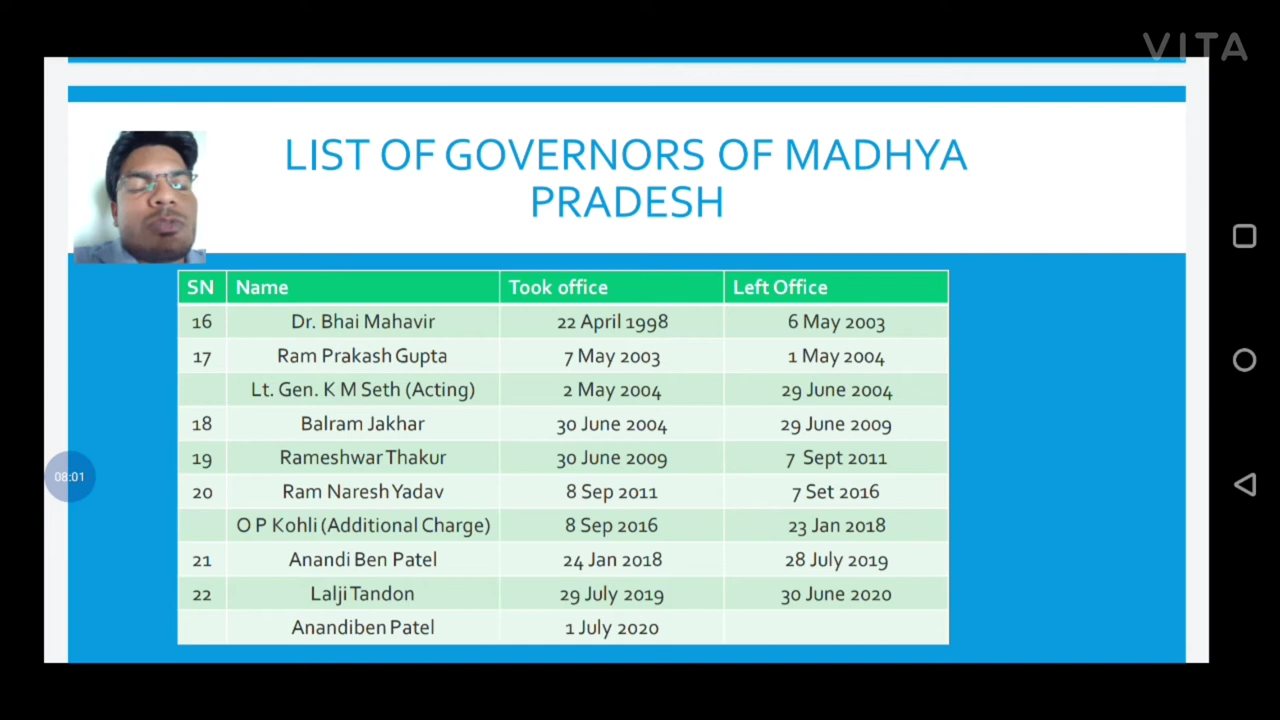 VITA
LIST OF GOVERNORS OF MADHYA
PRADESH
SN Name Took office Left Office
16 Dr. Bhai Mahavir 22 April 1998 6 May 2003
17 Ram Prakash Gupta 7 May 2003 1 May 2004
Lt. Gen. K M Seth (Acting) 2 May 2004 29 June 2004
18 Balram Jakhar 30 June 2004 29 June 2009
19 Rameshwar Thakur 30 June 2009 7 Sept 2011
20 Ram Naresh Yadav 8 Sep 2011 7 Set 2016
O P Kohli (Additional Charge) 8 Sep 2016 23 Jan 2018
21 Anandi Ben Patel 24 Jan 2018 28 July 2019
22 Lalji Tandon 29 July 2019 30 June 2020
Anandiben Patel 1 July 2020
08:01